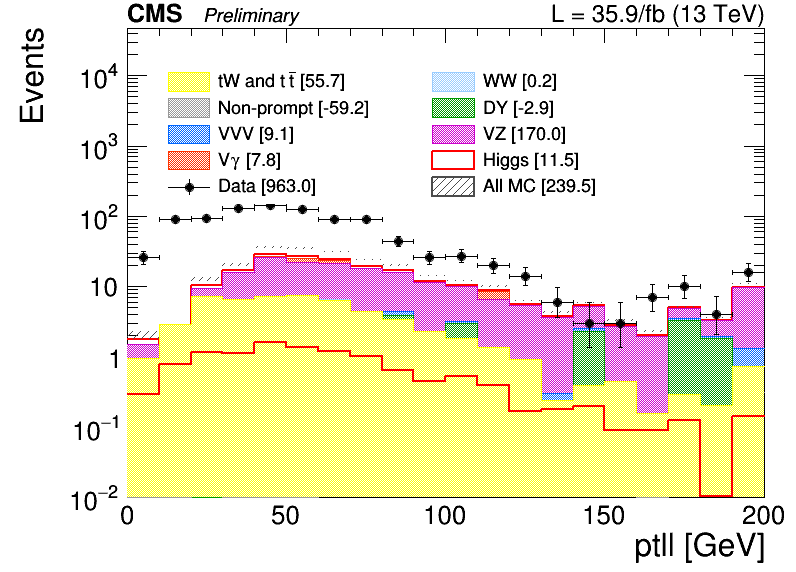 CMS Preliminary L = 35.9/fb (13 TeV)
Events
10⁴
10³
10²
10
1
10⁻¹
10⁻²
tW and t t̄ [55.7]
Non-prompt [-59.2]
VVV [9.1]
Vγ [7.8]
Data [963.0]
WW [0.2]
DY [-2.9]
VZ [170.0]
Higgs [11.5]
All MC [239.5]
0 50 100 150 200
ptll [GeV]